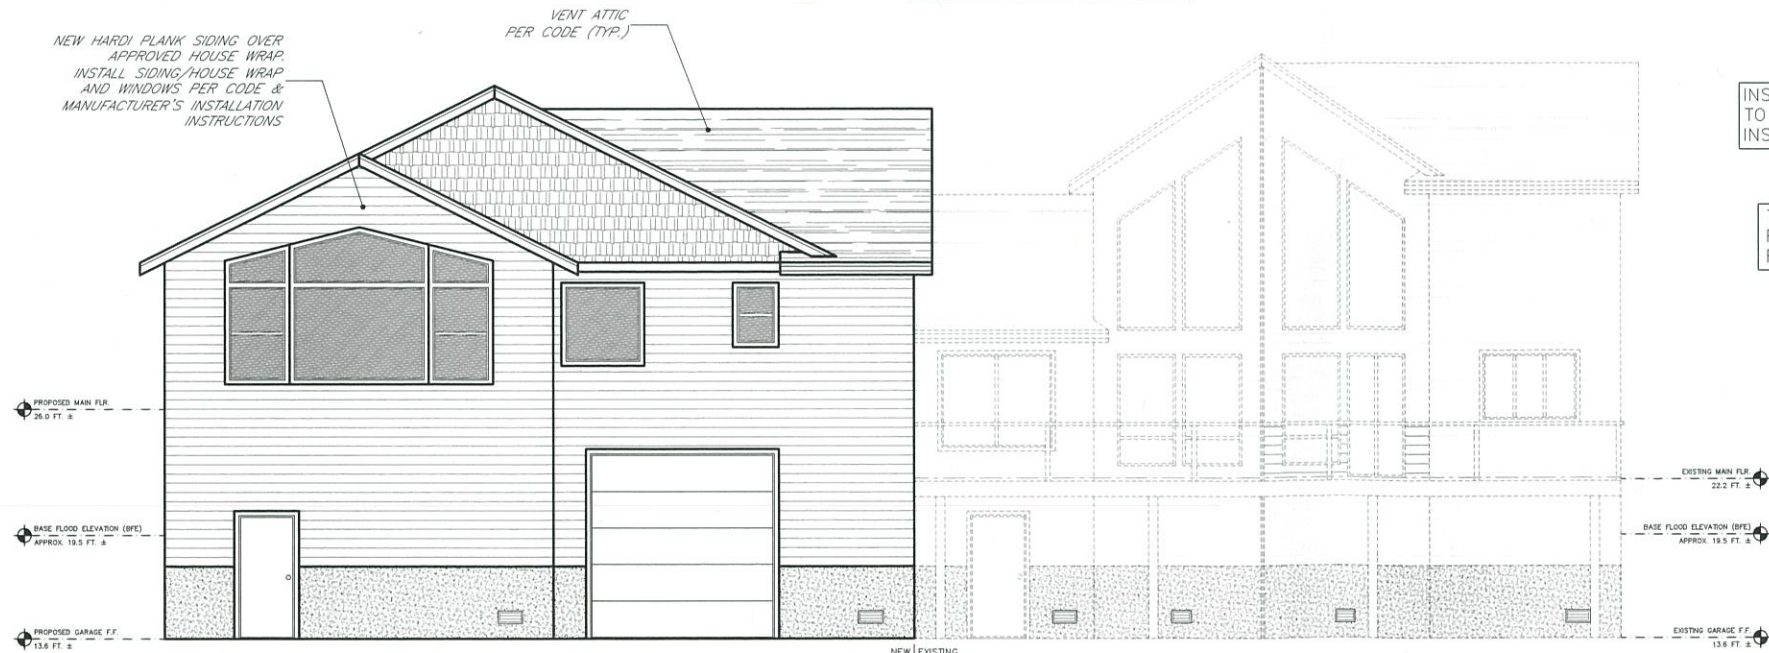 VENT ATTIC
PER CODE (TYP.)
NEW HARDI PLANK SIDING OVER
APPROVED HOUSE WRAP.
INSTALL SIDING/HOUSE WRAP
AND WINDOWS PER CODE &
MANUFACTURER'S INSTALLATION
INSTRUCTIONS
INS
TO
INS
PROPOSED MAIN FLR.
26.0 FT. ±
BASE FLOOD ELEVATION (BFE)
APPROX. 19.5 FT. ±
PROPOSED GARAGE F.F.
13.6 FT. ±
EXISTING MAIN FLR.
22.2 FT. ±
BASE FLOOD ELEVATION (BFE)
APPROX. 19.5 FT. ±
EXISTING GARAGE F.F.
13.6 FT. ±
NEW EXISTING